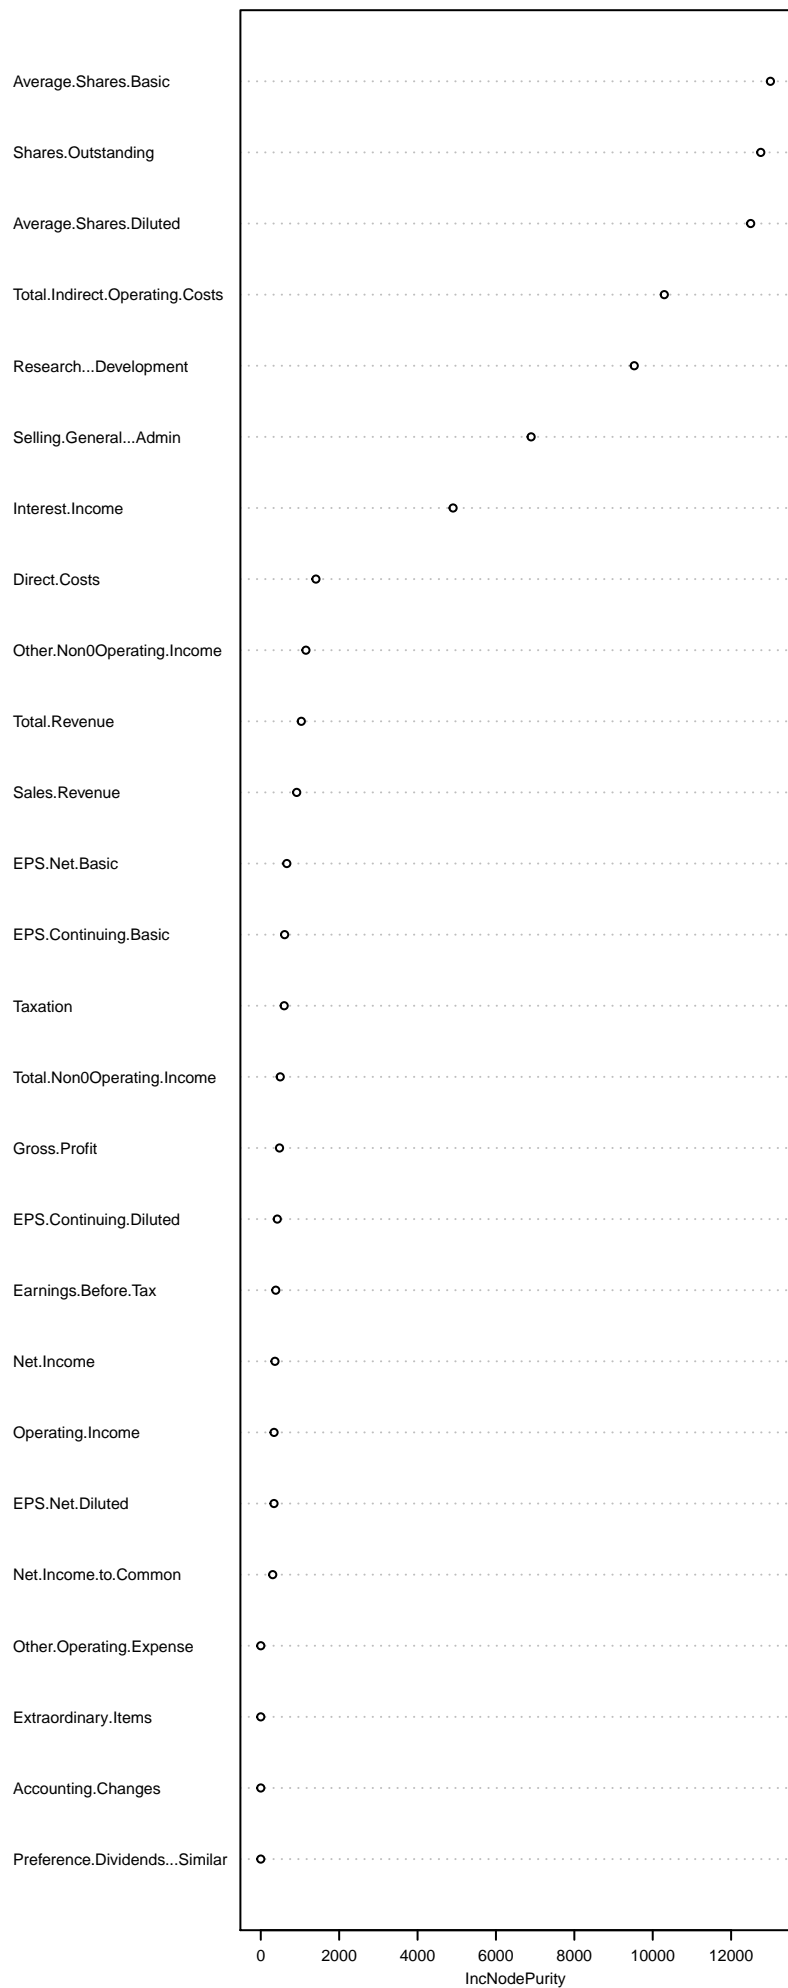 Average.Shares.Basic
Shares.Outstanding
Average.Shares.Diluted
Total.Indirect.Operating.Costs
Research...Development
Selling.General...Admin
Interest.Income
Direct.Costs
Other.Non0Operating.Income
Total.Revenue
Sales.Revenue
EPS.Net.Basic
EPS.Continuing.Basic
Taxation
Total.Non0Operating.Income
Gross.Profit
EPS.Continuing.Diluted
Earnings.Before.Tax
Net.Income
Operating.Income
EPS.Net.Diluted
Net.Income.to.Common
Other.Operating.Expense
Extraordinary.Items
Accounting.Changes
Preference.Dividends...Similar
0 2000 4000 6000 8000 10000 12000
IncNodePurity